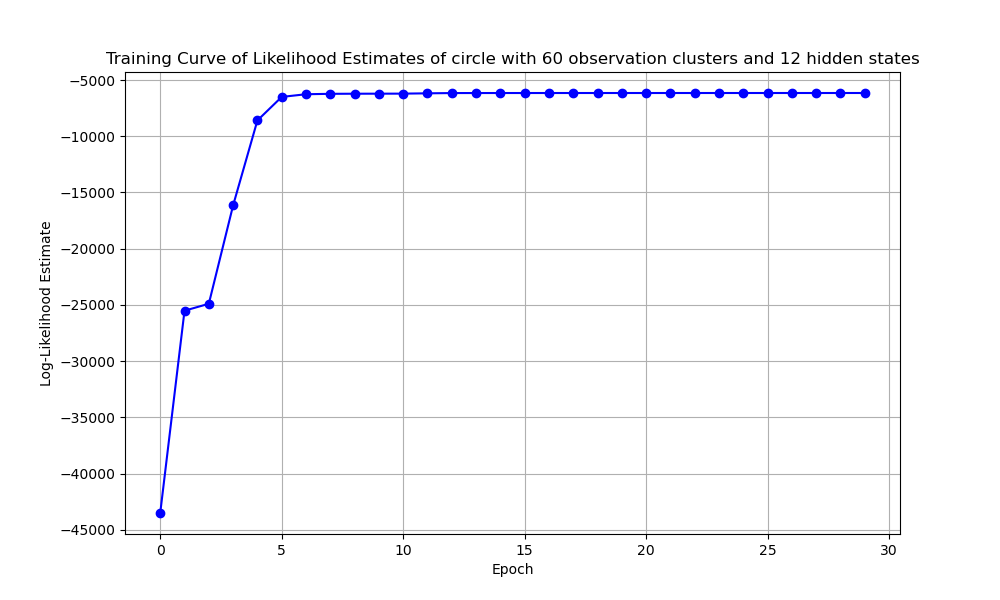 Training Curve of Likelihood Estimates of circle with 60 observation clusters and 12 hidden states
Log-Likelihood Estimate
−5000
−10000
−15000
−20000
−25000
−30000
−35000
−40000
−45000
0 5 10 15 20 25 30
Epoch